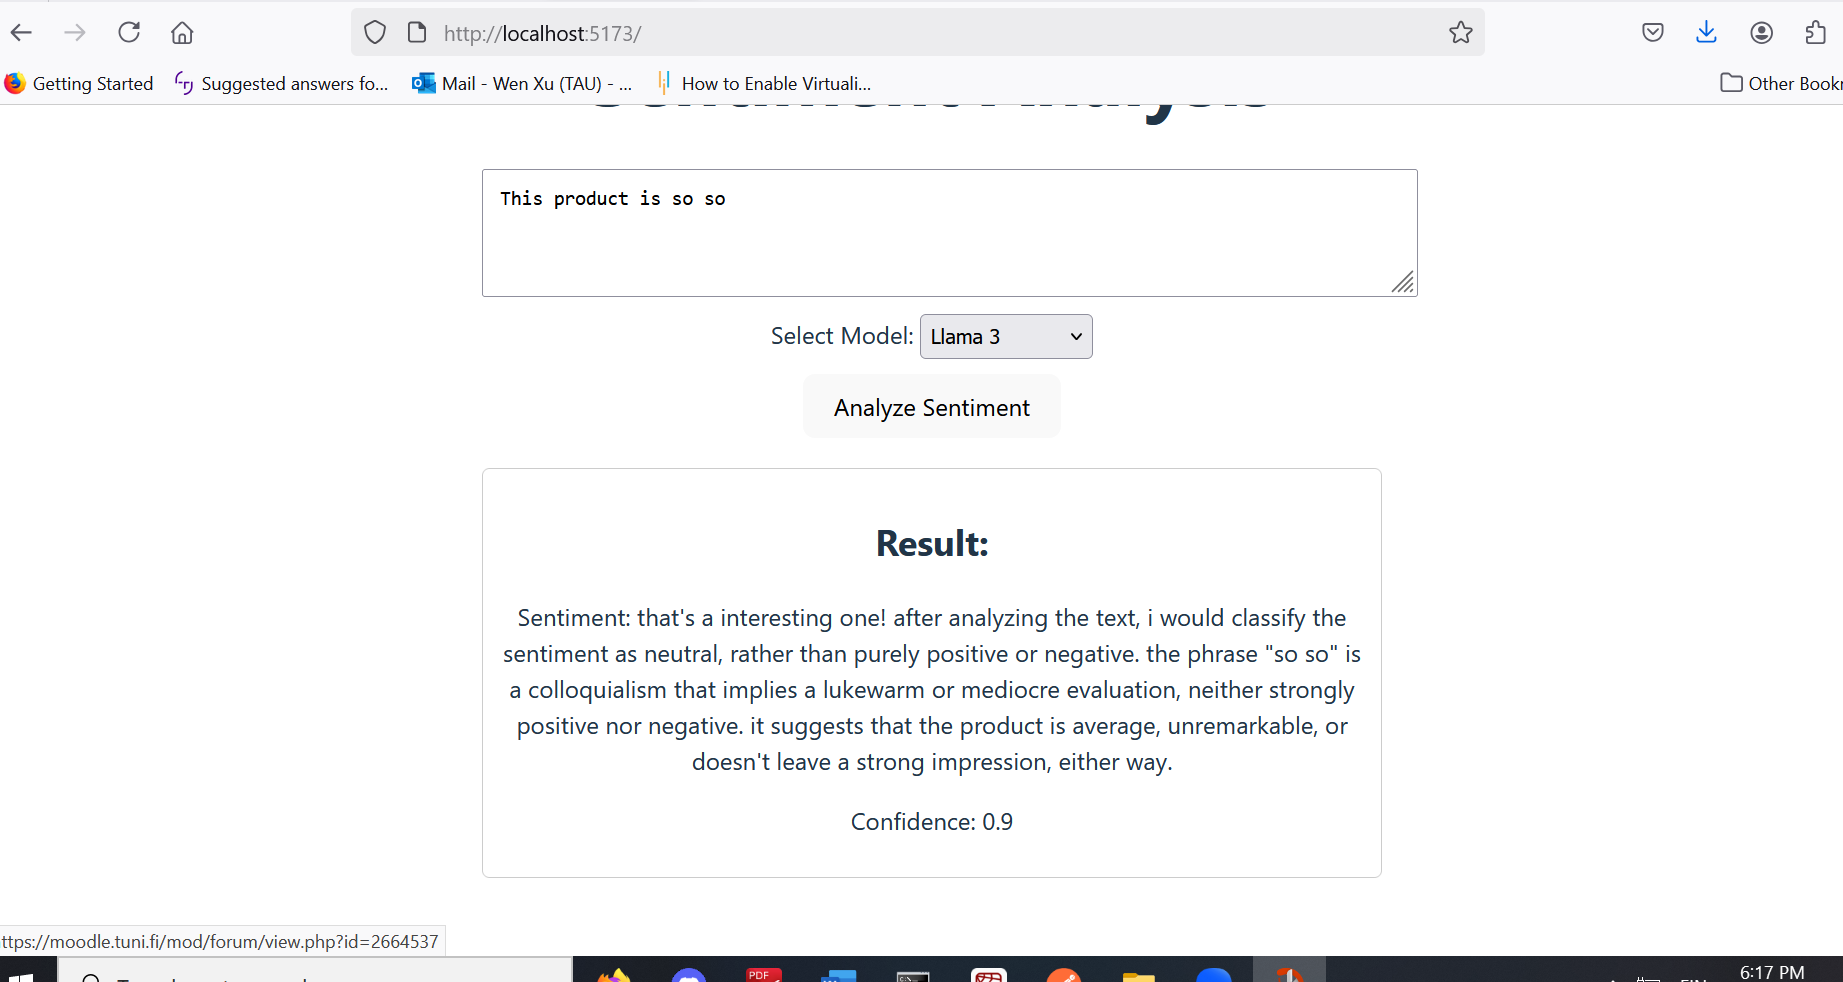 http://localhost:5173/
Getting Started Suggested answers fo... Mail - Wen Xu (TAU) - ... How to Enable Virtuali... Other Bookr
Sentiment Analysis
This product is so so
Select Model: Llama 3
Analyze Sentiment
Result:
Sentiment: that's a interesting one! after analyzing the text, i would classify the
sentiment as neutral, rather than purely positive or negative. the phrase "so so" is
a colloquialism that implies a lukewarm or mediocre evaluation, neither strongly
positive nor negative. it suggests that the product is average, unremarkable, or
doesn't leave a strong impression, either way.
Confidence: 0.9
ttps://moodle.tuni.fi/mod/forum/view.php?id=2664537
PDF
6:17 PM